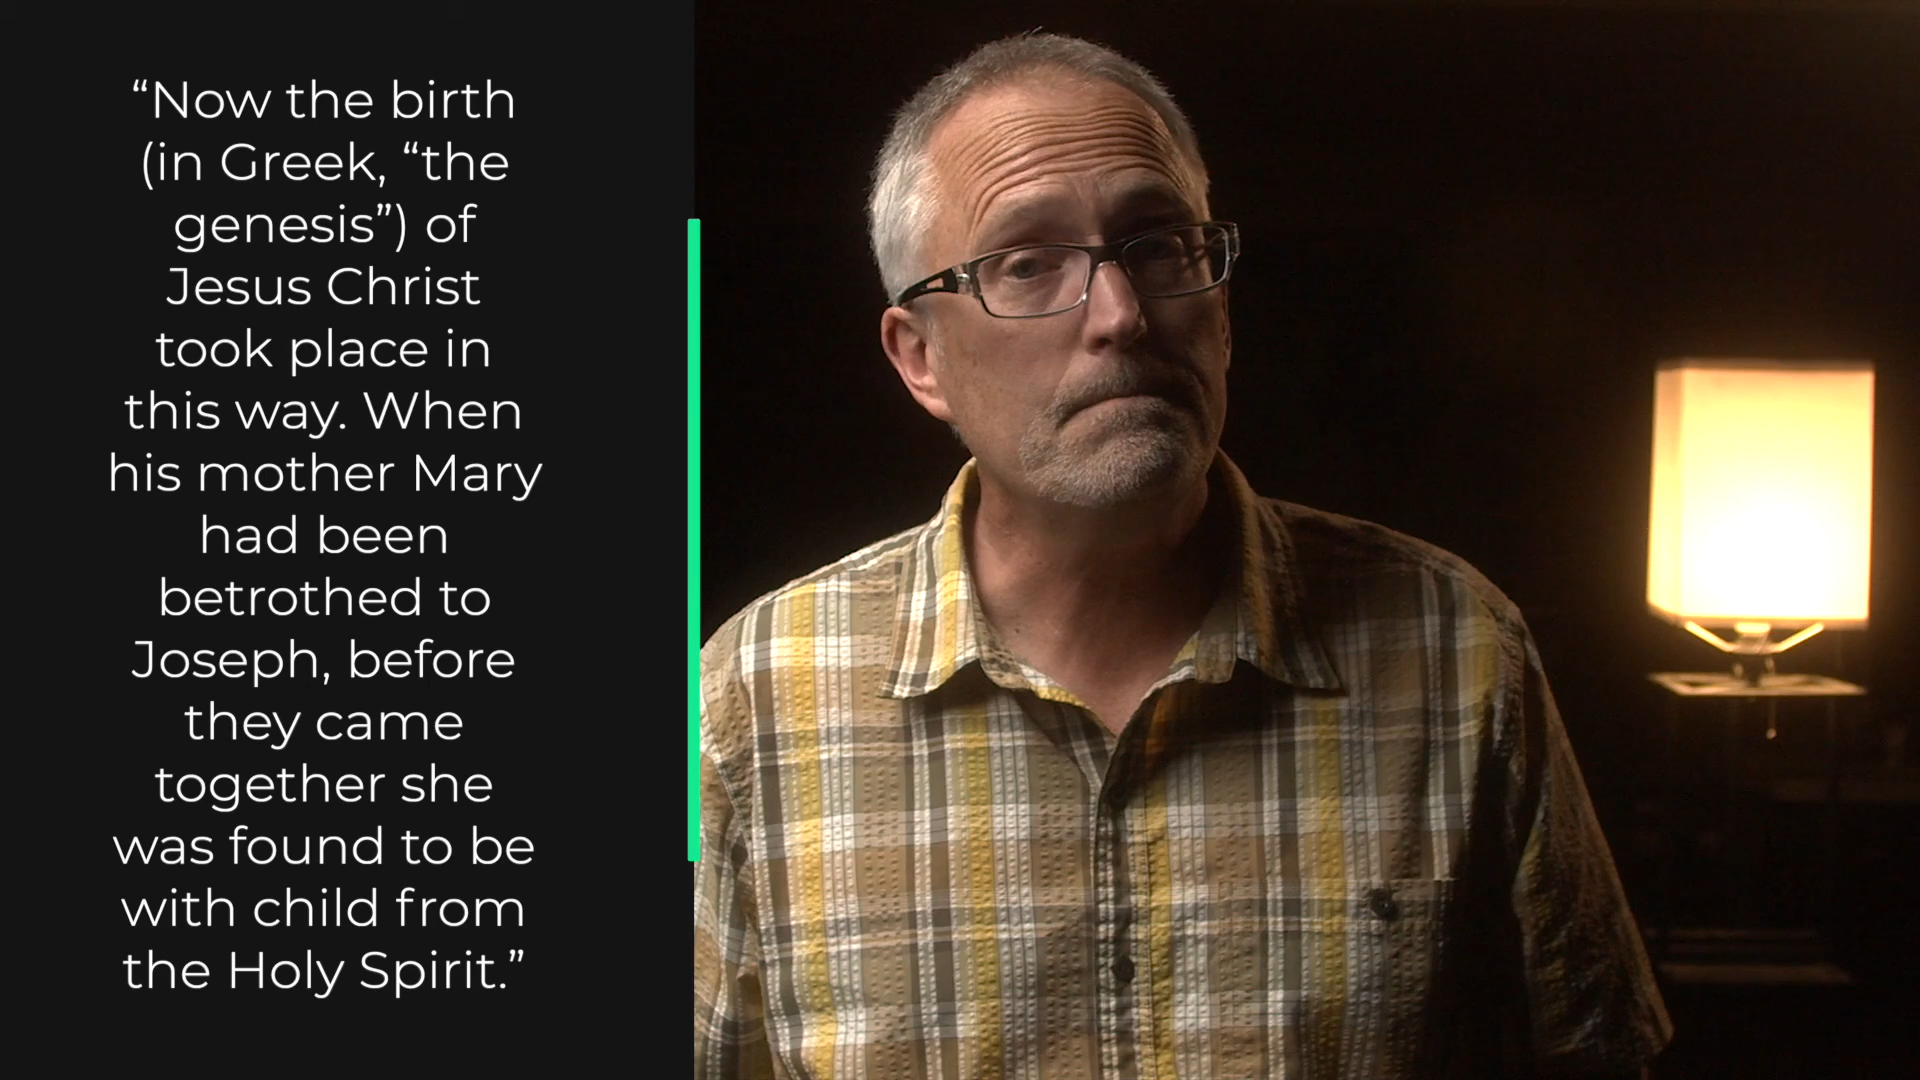 “Now the birth
(in Greek, “the
genesis”) of
Jesus Christ
took place in
this way. When
his mother Mary
had been
betrothed to
Joseph, before
they came
together she
was found to be
with child from
the Holy Spirit.”